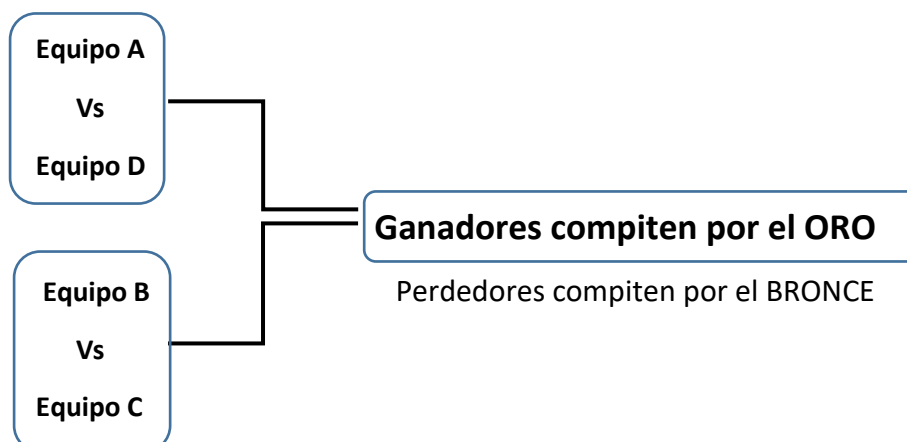 Equipo A
Vs
Equipo D
Ganadores compiten por el ORO
Perdedores compiten por el BRONCE
Equipo B
Vs
Equipo C